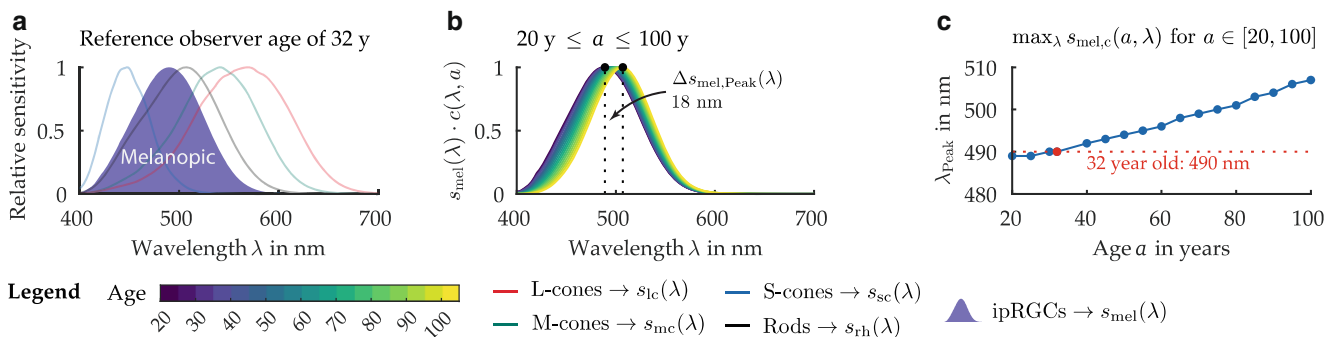 a
Reference observer age of 32 y
Relative sensitivity
1
0.5
0
Melanopic
400 500 600 700
Wavelength λ in nm
b
20 y ≤ a ≤ 100 y
s_mel(λ) · c(λ, a)
1
0.5
0
Δs_mel,Peak(λ)
18 nm
400 500 600 700
Wavelength λ in nm
c
max_λ s_mel,c(a, λ) for a ∈ [20, 100]
λ_Peak in nm
510
500
490
480
32 year old: 490 nm
20 40 60 80 100
Age a in years
Legend
Age
20 30 40 50 60 70 80 90 100
L-cones → s_lc(λ)
M-cones → s_mc(λ)
S-cones → s_sc(λ)
Rods → s_rh(λ)
ipRGCs → s_mel(λ)